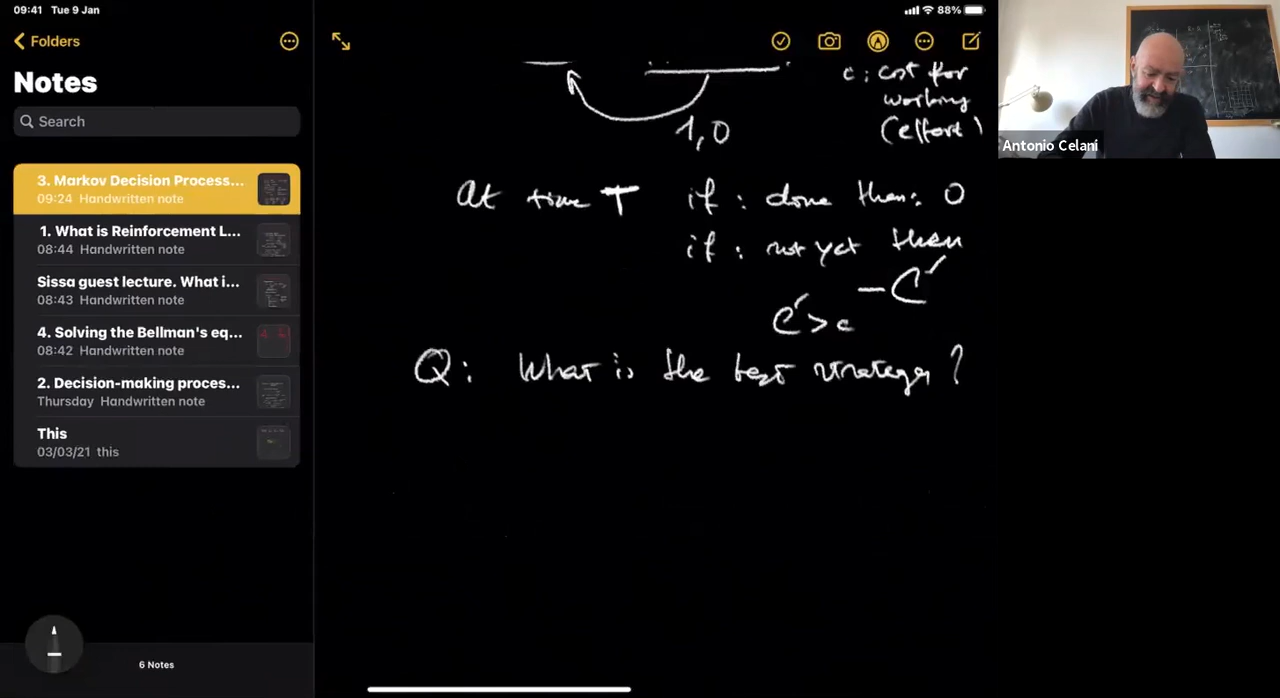 09:41 Tue 9 Jan
88%
Folders
Notes
Search
3. Markov Decision Process...
09:24 Handwritten note
1. What is Reinforcement L...
08:44 Handwritten note
Sissa guest lecture. What i...
08:43 Handwritten note
4. Solving the Bellman's eq...
08:42 Handwritten note
2. Decision-making proces...
Thursday Handwritten note
This
03/03/21 this
6 Notes
c: cost for
working
(effort)
1,0
At time T if: done then: 0
if: not yet then
-C'
C' > c
Q: What is the best strategy?
Antonio Celani